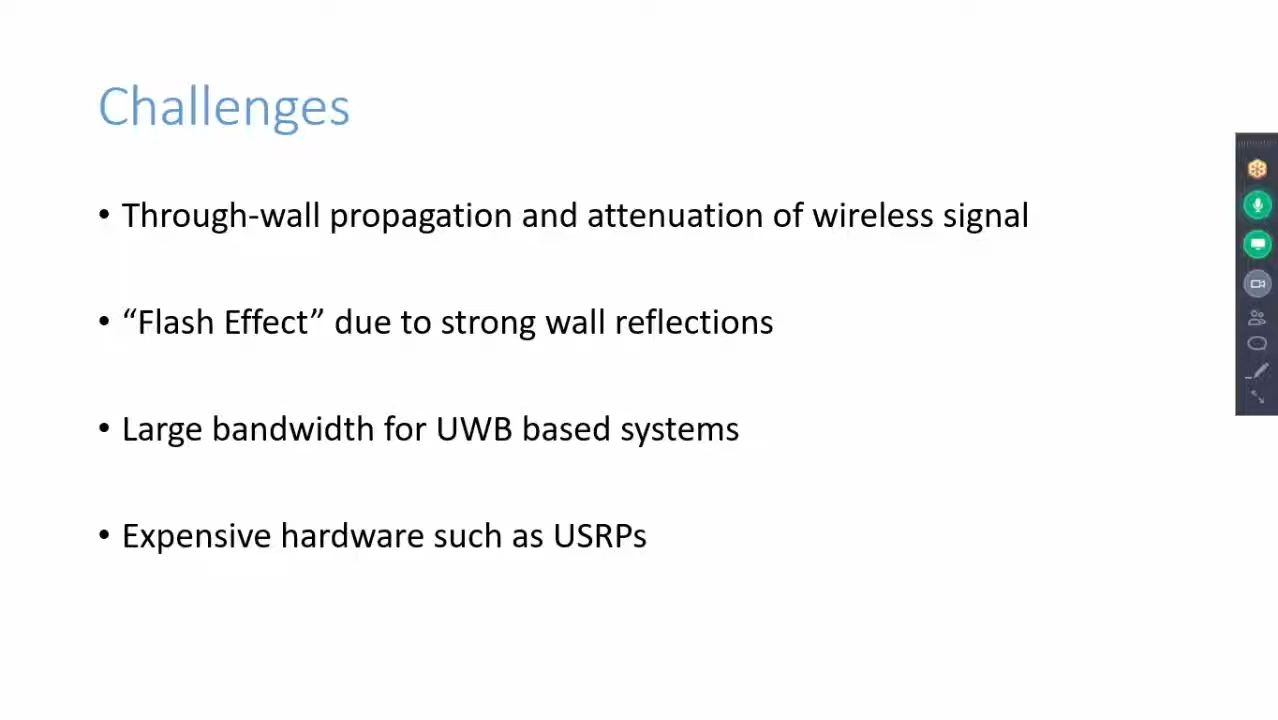 Challenges
• Through-wall propagation and attenuation of wireless signal
• “Flash Effect” due to strong wall reflections
• Large bandwidth for UWB based systems
• Expensive hardware such as USRPs